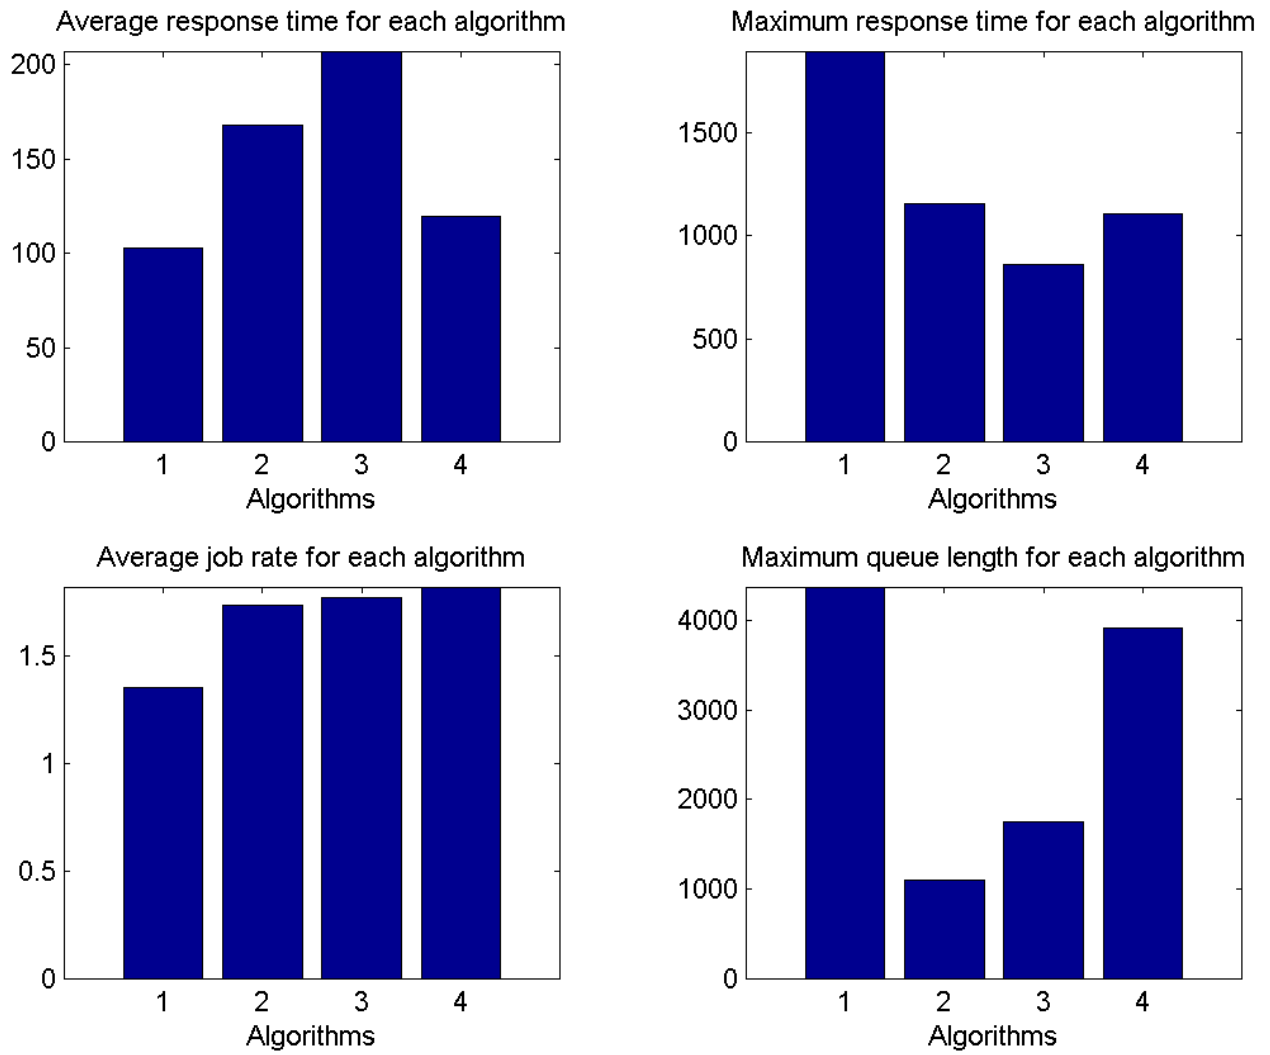 Average response time for each algorithm
200
150
100
50
0
1 2 3 4
Algorithms
Maximum response time for each algorithm
1500
1000
500
0
1 2 3 4
Algorithms
Average job rate for each algorithm
1.5
1
0.5
0
1 2 3 4
Algorithms
Maximum queue length for each algorithm
4000
3000
2000
1000
0
1 2 3 4
Algorithms